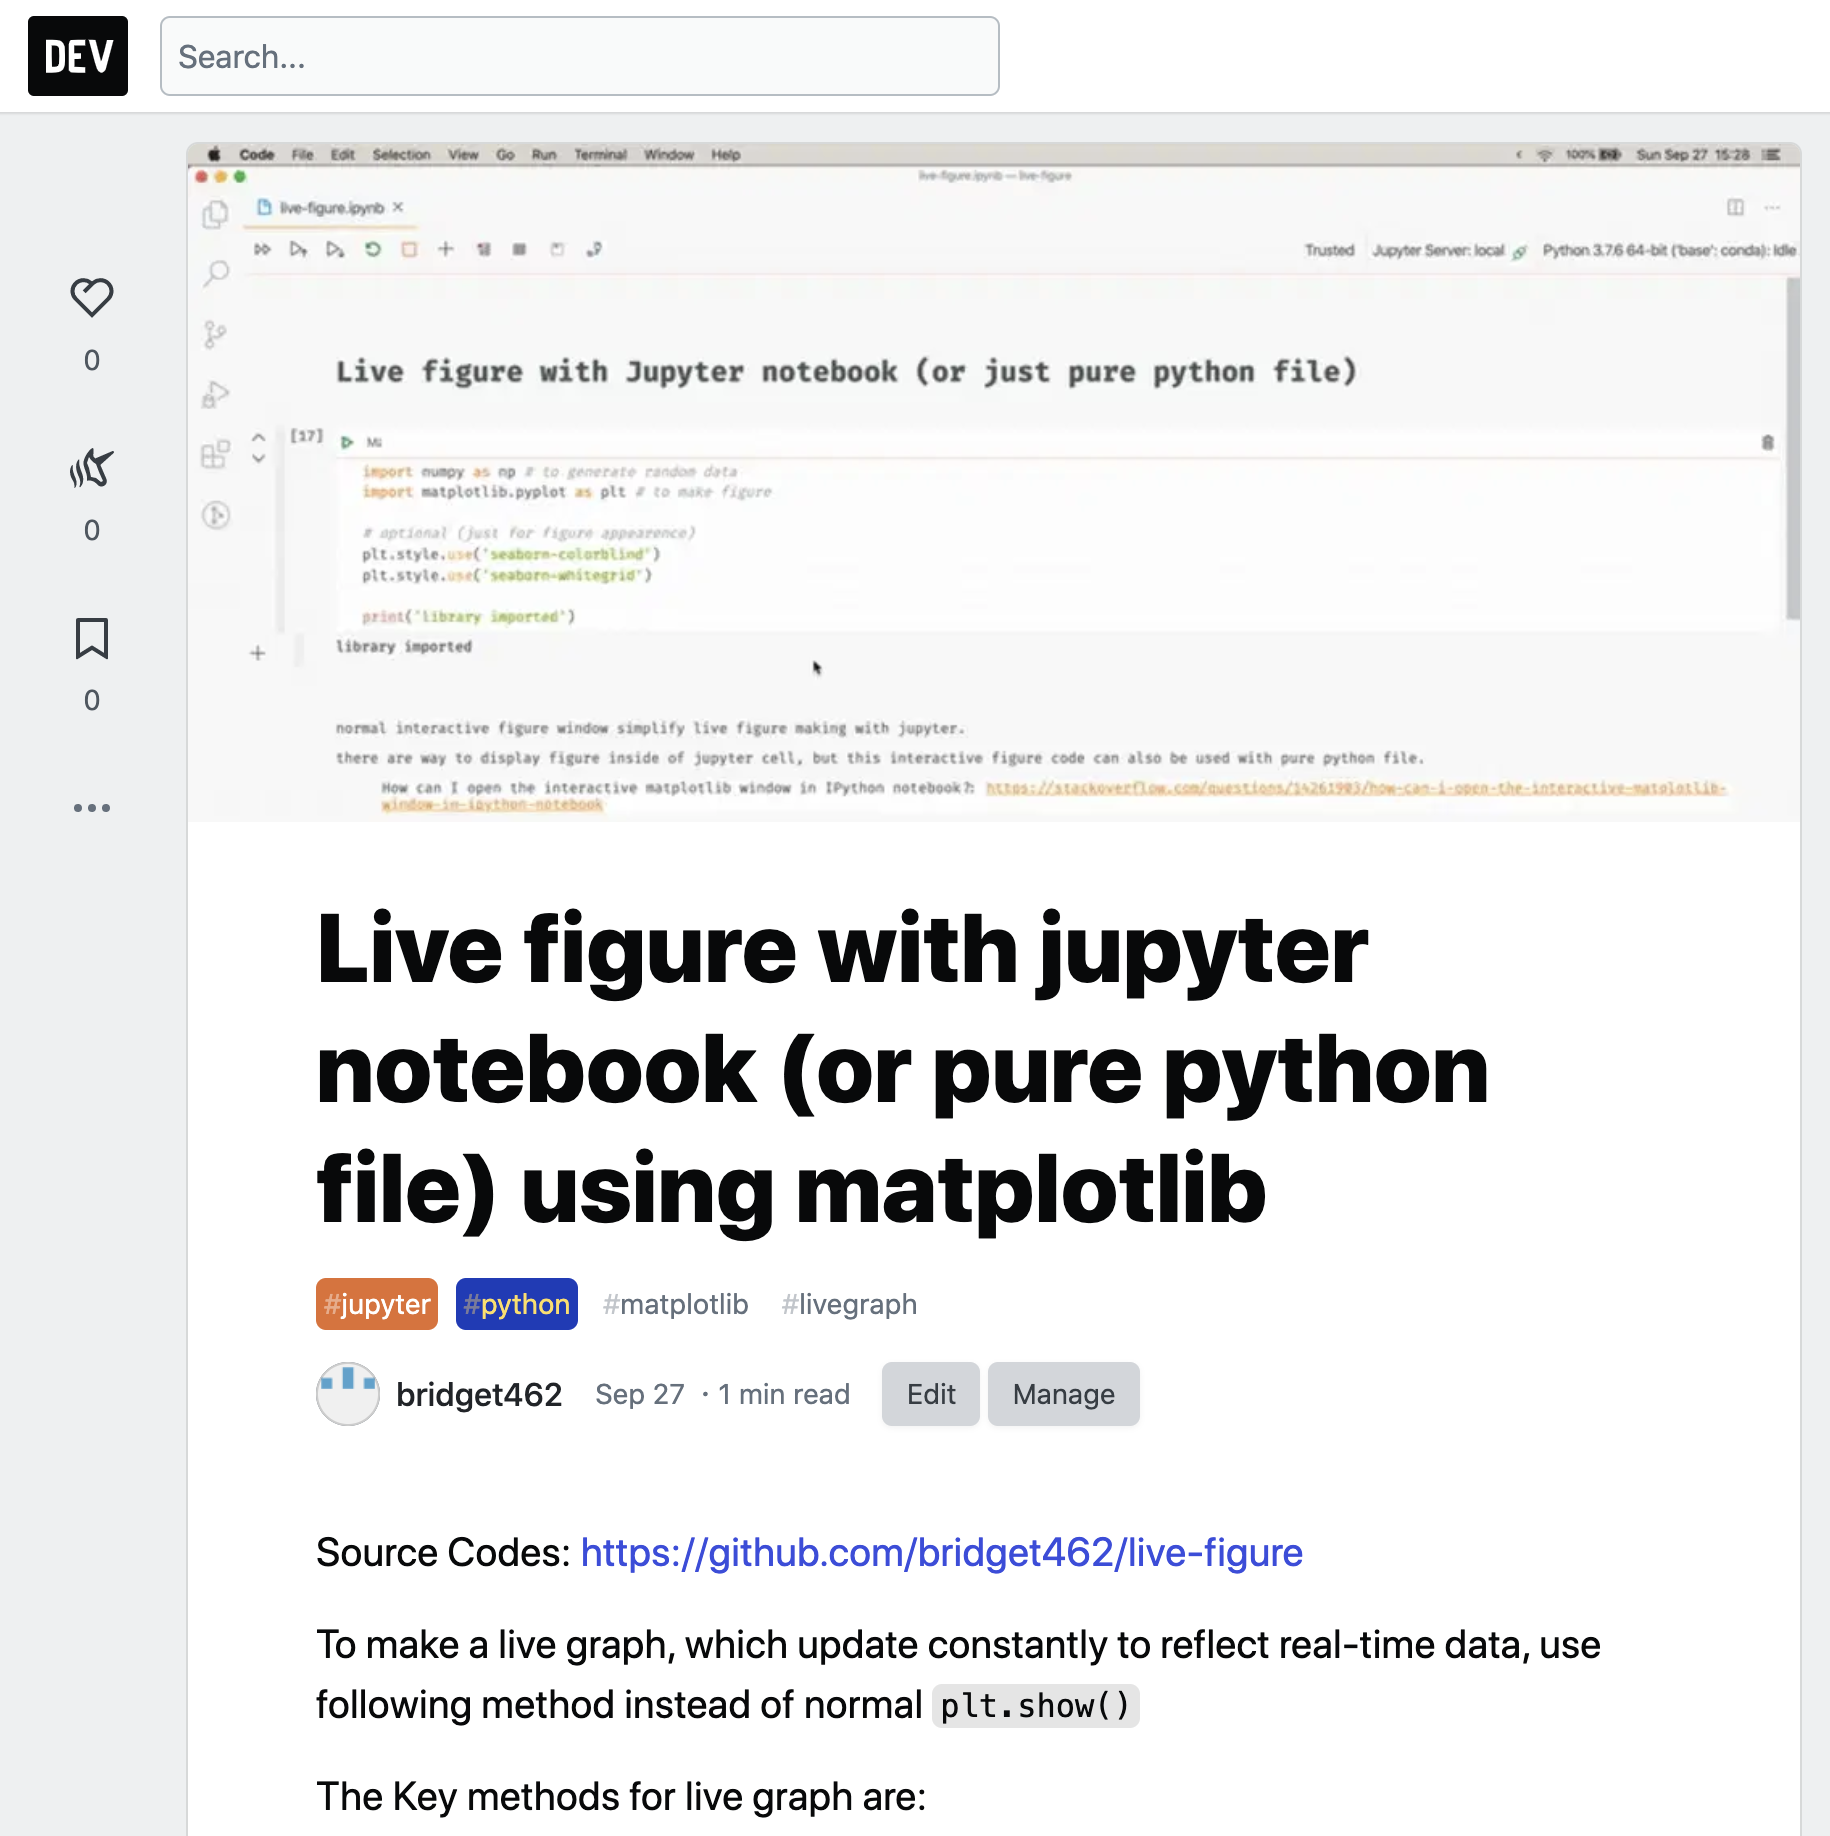 DEV
Search...
Code File Edit Selection View Go Run Terminal Window Help 100% Sun Sep 27 15:28
live-figure.ipynb — live-figure
live-figure.ipynb
Trusted Jupyter Server: local Python 3.7.6 64-bit ('base': conda): Idle
Live figure with Jupyter notebook (or just pure python file)
[17]
import numpy as np # to generate random data
import matplotlib.pyplot as plt # to make figure
# optional (just for figure appearence)
plt.style.use('seaborn-colorblind')
plt.style.use('seaborn-whitegrid')
print('library imported')
library imported
normal interactive figure window simplify live figure making with jupyter.
there are way to display figure inside of jupyter cell, but this interactive figure code can also be used with pure python file.
How can I open the interactive matplotlib window in IPython notebook?: https://stackoverflow.com/questions/14261903/how-can-i-open-the-interactive-matplotlib-
window-in-ipython-notebook
0
0
0
Live figure with jupyter
notebook (or pure python
file) using matplotlib
#jupyter #python #matplotlib #livegraph
bridget462 Sep 27 · 1 min read Edit Manage
Source Codes: https://github.com/bridget462/live-figure
To make a live graph, which update constantly to reflect real-time data, use
following method instead of normal plt.show()
The Key methods for live graph are: